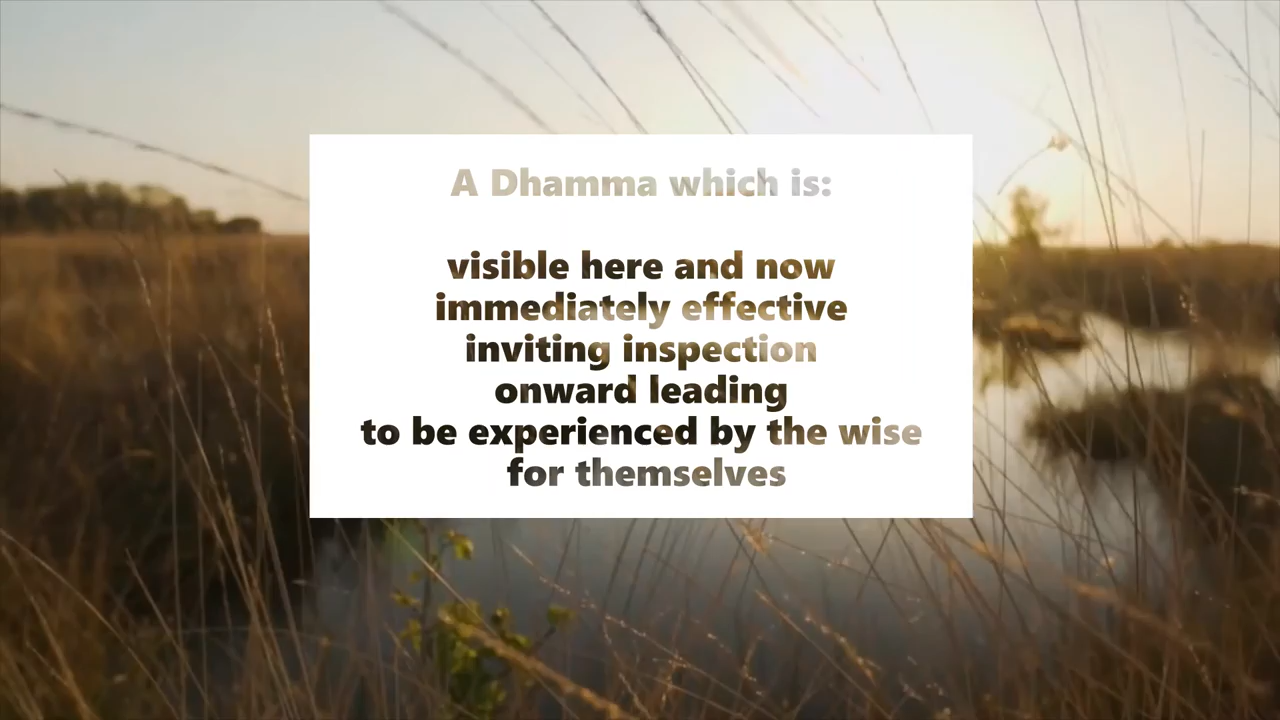 A Dhamma which is:
visible here and now
immediately effective
inviting inspection
onward leading
to be experienced by the wise
for themselves